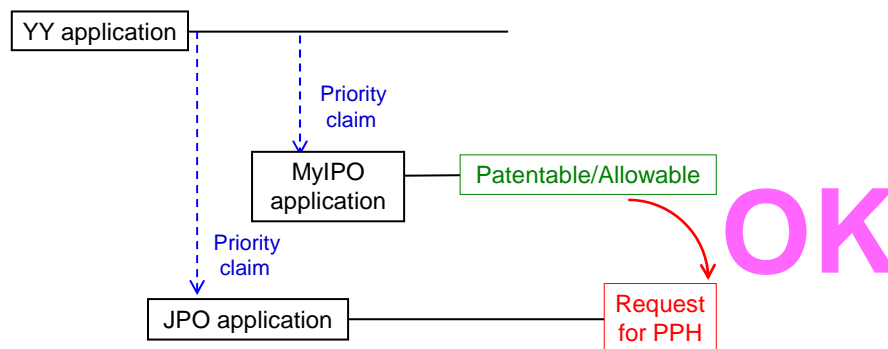 YY application
Priority
claim
MyIPO
application
Patentable/Allowable
OK
Priority
claim
JPO application
Request
for PPH